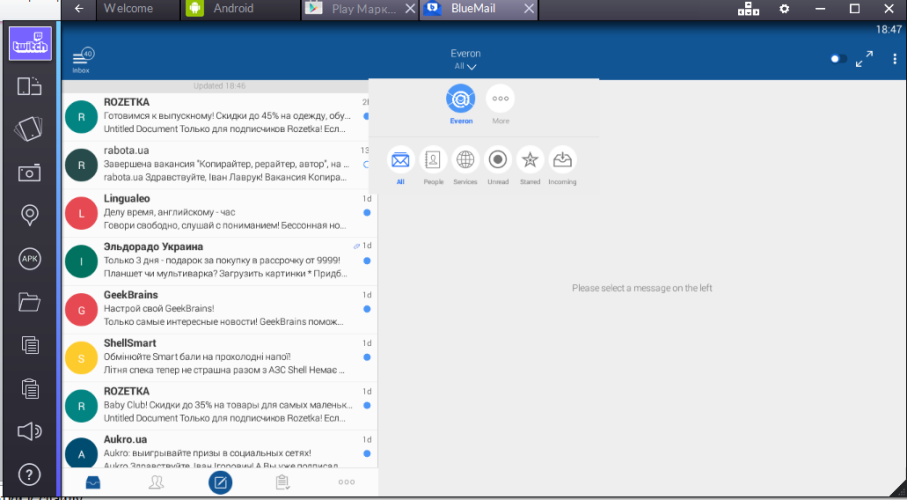 Welcome
Android
Play Марк...
BlueMail
18:47
twitch
40
Inbox
Everon
All
Updated 18:46
ROZETKA
Готовимся к выпускному! Скидки до 45% на одежду, обу...
Untitled Document Только для подписчиков Rozetka! Есл...
rabota.ua
Завершена вакансия "Копирайтер, рерайтер, автор", на ...
rabota.ua Здравствуйте, Іван Лаврук! Вакансия Копира...
Lingualeo
1d
Делу время, английскому - час
Говори свободно, слушай с пониманием! Бессонная но...
Эльдорадо Украина
1d
Только 3 дня - подарок за покупку в рассрочку от 9999!
Планшет чи мультиварка? Загрузить картинки * Придб...
GeekBrains
1d
Настрой свой GeekBrains!
Только самые интересные новости! GeekBrains помож...
ShellSmart
1d
Обмінюйте Smart бали на прохолодні напої!
Літня спека тепер не страшна разом з АЗС Shell Немає ...
ROZETKA
1d
Baby Club! Скидки до 35% на товары для самых маленьк...
Untitled Document Только для подписчиков Rozetka! Есл...
Aukro.ua
1d
Aukro: выигрывайте призы в социальных сетях!
Aukro Здравствуйте, Іван Ігорович! А Вы уже подписал
R
R
L
І
G
S
R
A
APK
Everon
More
All
People
Services
Unread
Starred
Incoming
Please select a message on the left